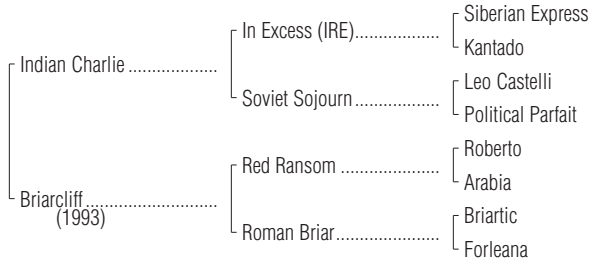 Siberian Express
In Excess (IRE)..................
Kantado
Indian Charlie ...................
Leo Castelli
Soviet Sojourn ..................
Political Parfait
Roberto
Red Ransom .....................
Arabia
Briarcliff............................
(1993)
Briartic
Roman Briar......................
Forleana